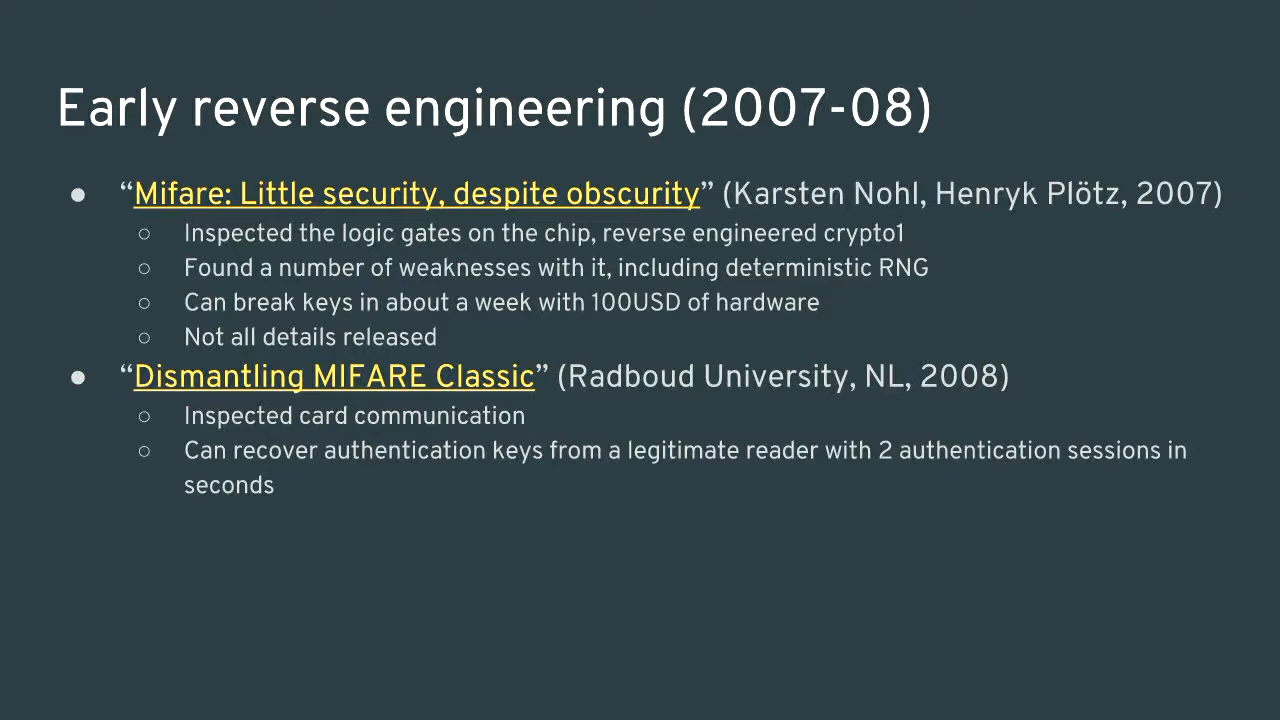 Early reverse engineering (2007-08)
● “Mifare: Little security, despite obscurity” (Karsten Nohl, Henryk Plötz, 2007)
○ Inspected the logic gates on the chip, reverse engineered crypto1
○ Found a number of weaknesses with it, including deterministic RNG
○ Can break keys in about a week with 100USD of hardware
○ Not all details released
● “Dismantling MIFARE Classic” (Radboud University, NL, 2008)
○ Inspected card communication
○ Can recover authentication keys from a legitimate reader with 2 authentication sessions in
seconds